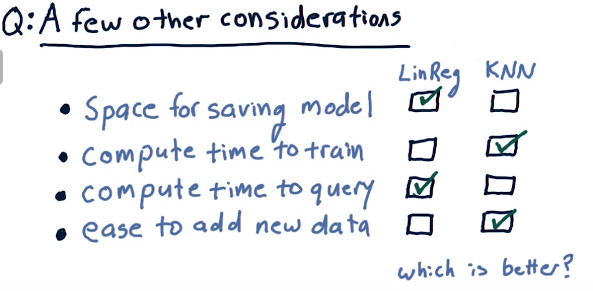 Q: A few other considerations
LinReg KNN
• Space for saving model ☑ ☐
• compute time to train ☐ ☑
• compute time to query ☑ ☐
• ease to add new data ☐ ☑
which is better?